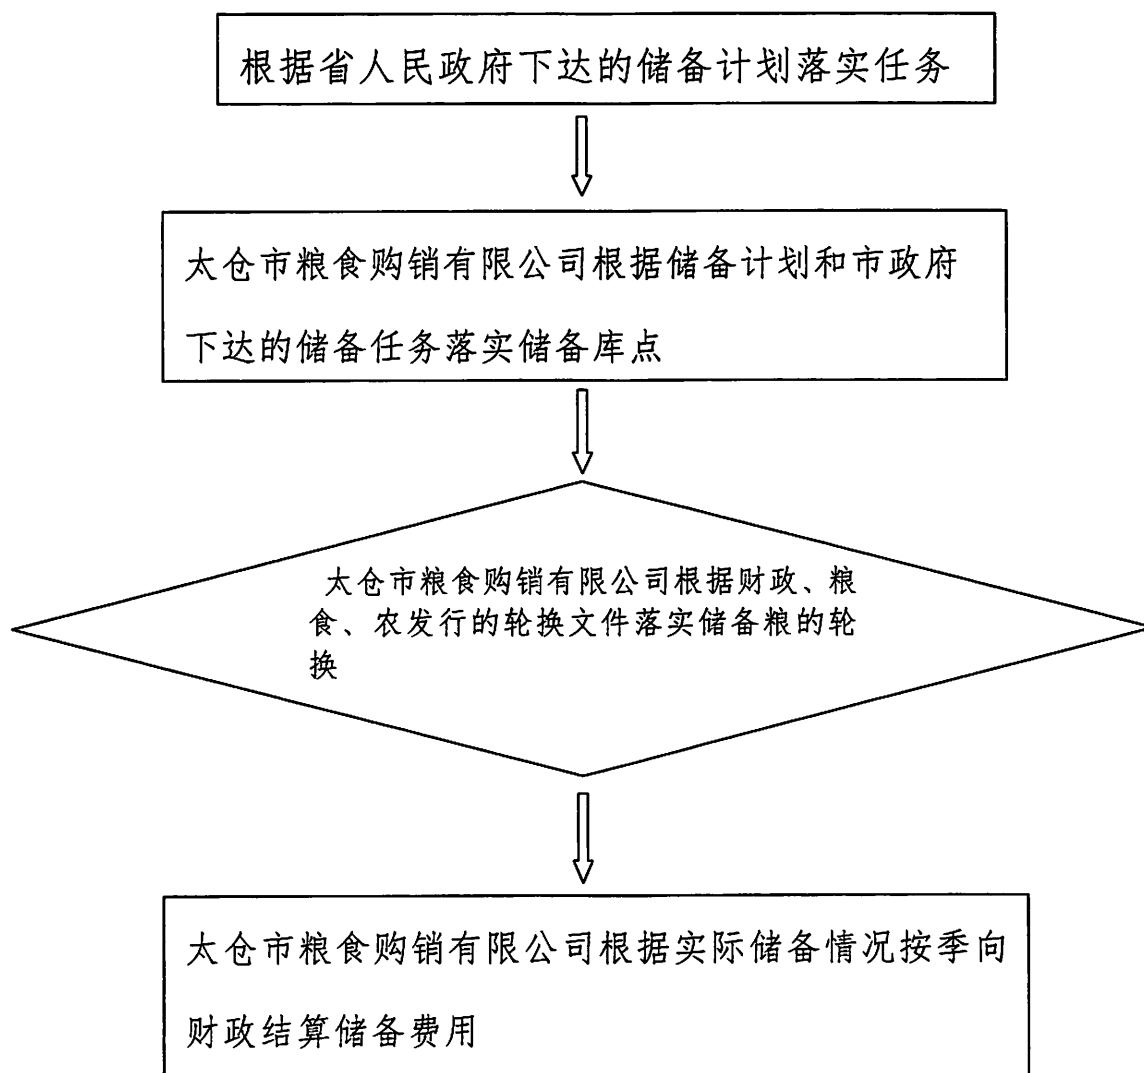 根据省人民政府下达的储备计划落实任务
太仓市粮食购销有限公司根据储备计划和市政府
下达的储备任务落实储备库点
太仓市粮食购销有限公司根据财政、粮
食、农发行的轮换文件落实储备粮的轮
换
太仓市粮食购销有限公司根据实际储备情况按季向
财政结算储备费用